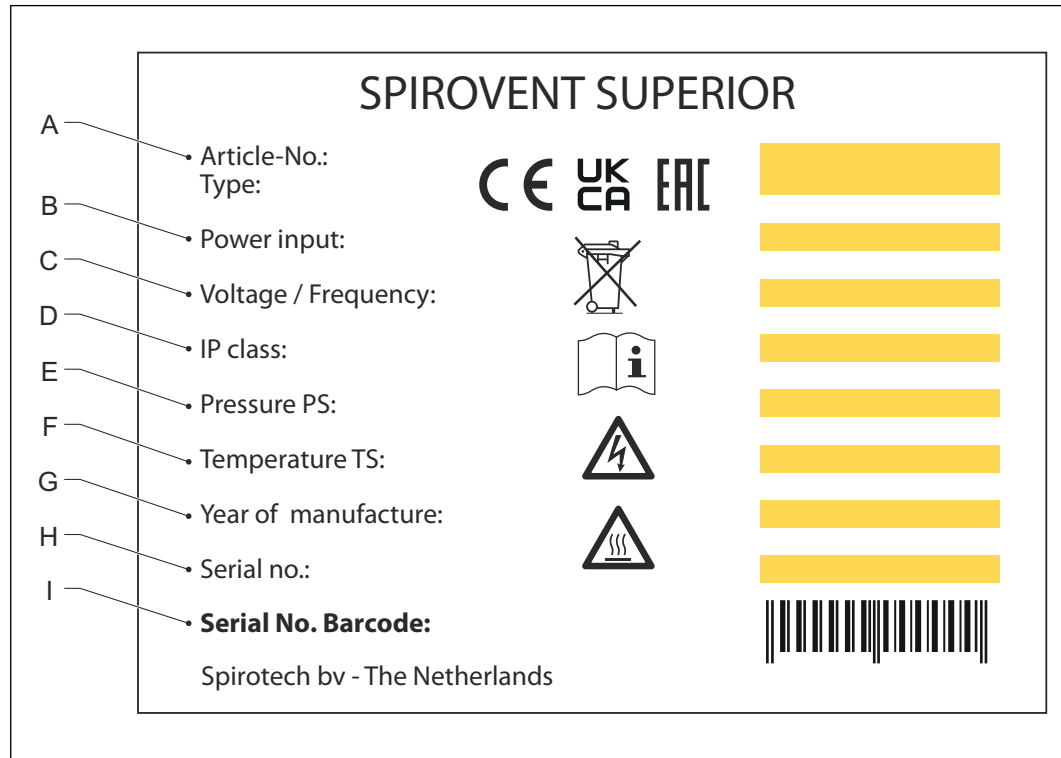 SPIROVENT SUPERIOR
A
Article-No.:
Type:
CE UK CA EAC
B
Power input:
C
Voltage / Frequency:
D
IP class:
E
Pressure PS:
F
Temperature TS:
G
Year of manufacture:
H
Serial no.:
I
Serial No. Barcode:
Spirotech bv - The Netherlands